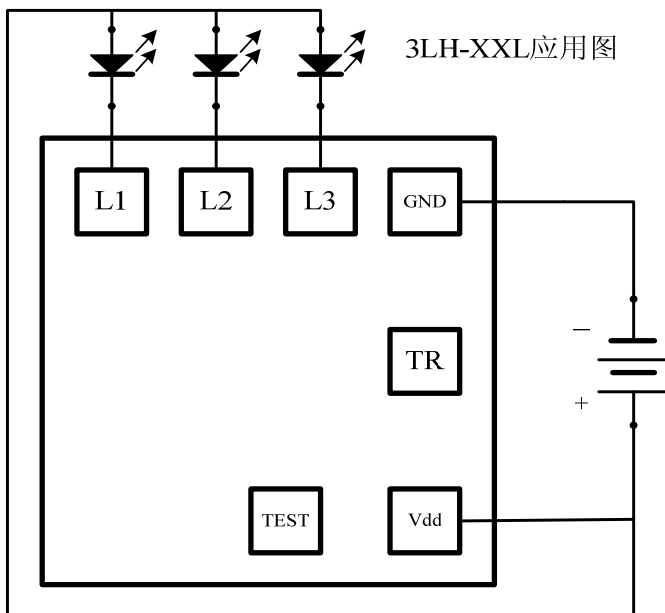 3LH-XXL应用图
L1 L2 L3 GND
−
TR
+
TEST Vdd